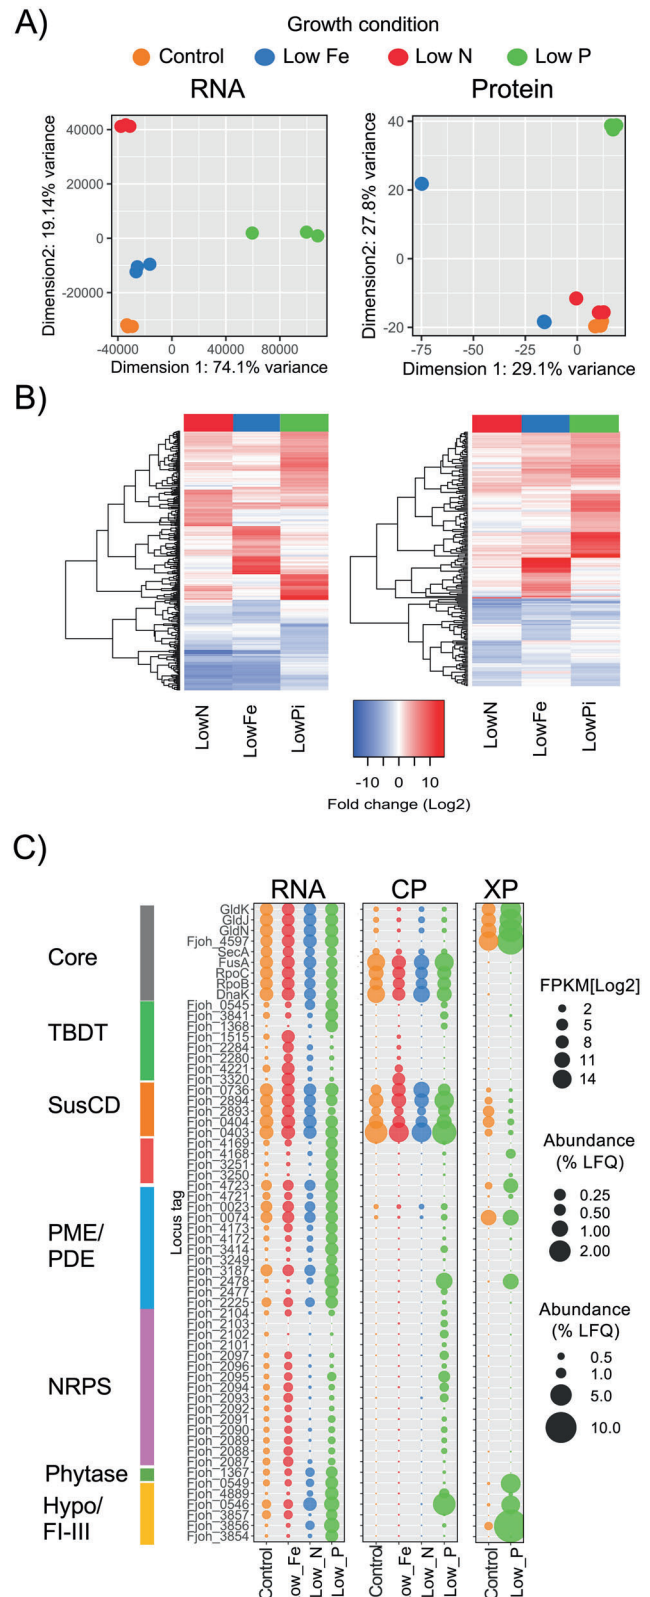 A)
Growth condition
Control Low Fe Low N Low P
RNA Protein
Dimension2: 19.14% variance
40000
20000
0
-20000
-40000 0 40000 80000
Dimension 1: 74.1% variance
Dimension2: 27.8% variance
40
20
0
-20
-75 -50 -25 0
Dimension 1: 29.1% variance
B)
LowN LowFe LowPi
-10 0 10
Fold change (Log2)
LowN LowFe LowPi
C)
RNA CP XP
Core
TBDT
SusCD
PME/
PDE
NRPS
Phytase
Hypo/
FI-III
Locus tag
GldK
GldJ
GldN
Fjoh_4597
SecA
FusA
RpoC
RpoB
DnaK
Fjoh_0545
Fjoh_3841
Fjoh_1368
Fjoh_1515
Fjoh_2284
Fjoh_2280
Fjoh_4221
Fjoh_3320
Fjoh_0736
Fjoh_2894
Fjoh_2893
Fjoh_0404
Fjoh_0403
Fjoh_4169
Fjoh_4168
Fjoh_3251
Fjoh_3250
Fjoh_4723
Fjoh_4721
Fjoh_0023
Fjoh_0074
Fjoh_4173
Fjoh_4172
Fjoh_3414
Fjoh_3249
Fjoh_3187
Fjoh_2478
Fjoh_2477
Fjoh_2225
Fjoh_2104
Fjoh_2103
Fjoh_2102
Fjoh_2101
Fjoh_2097
Fjoh_2096
Fjoh_2095
Fjoh_2094
Fjoh_2093
Fjoh_2092
Fjoh_2091
Fjoh_2090
Fjoh_2089
Fjoh_2088
Fjoh_2087
Fjoh_1367
Fjoh_0549
Fjoh_4889
Fjoh_0546
Fjoh_3857
Fjoh_3856
Fjoh_3854
Control ow_Fe Low_N Low_P
Control Low_Fe Low_N Low_P
Control Low_P
FPKM[Log2]
2
5
8
11
14
Abundance
(% LFQ)
0.25
0.50
1.00
2.00
Abundance
(% LFQ)
0.5
1.0
5.0
10.0